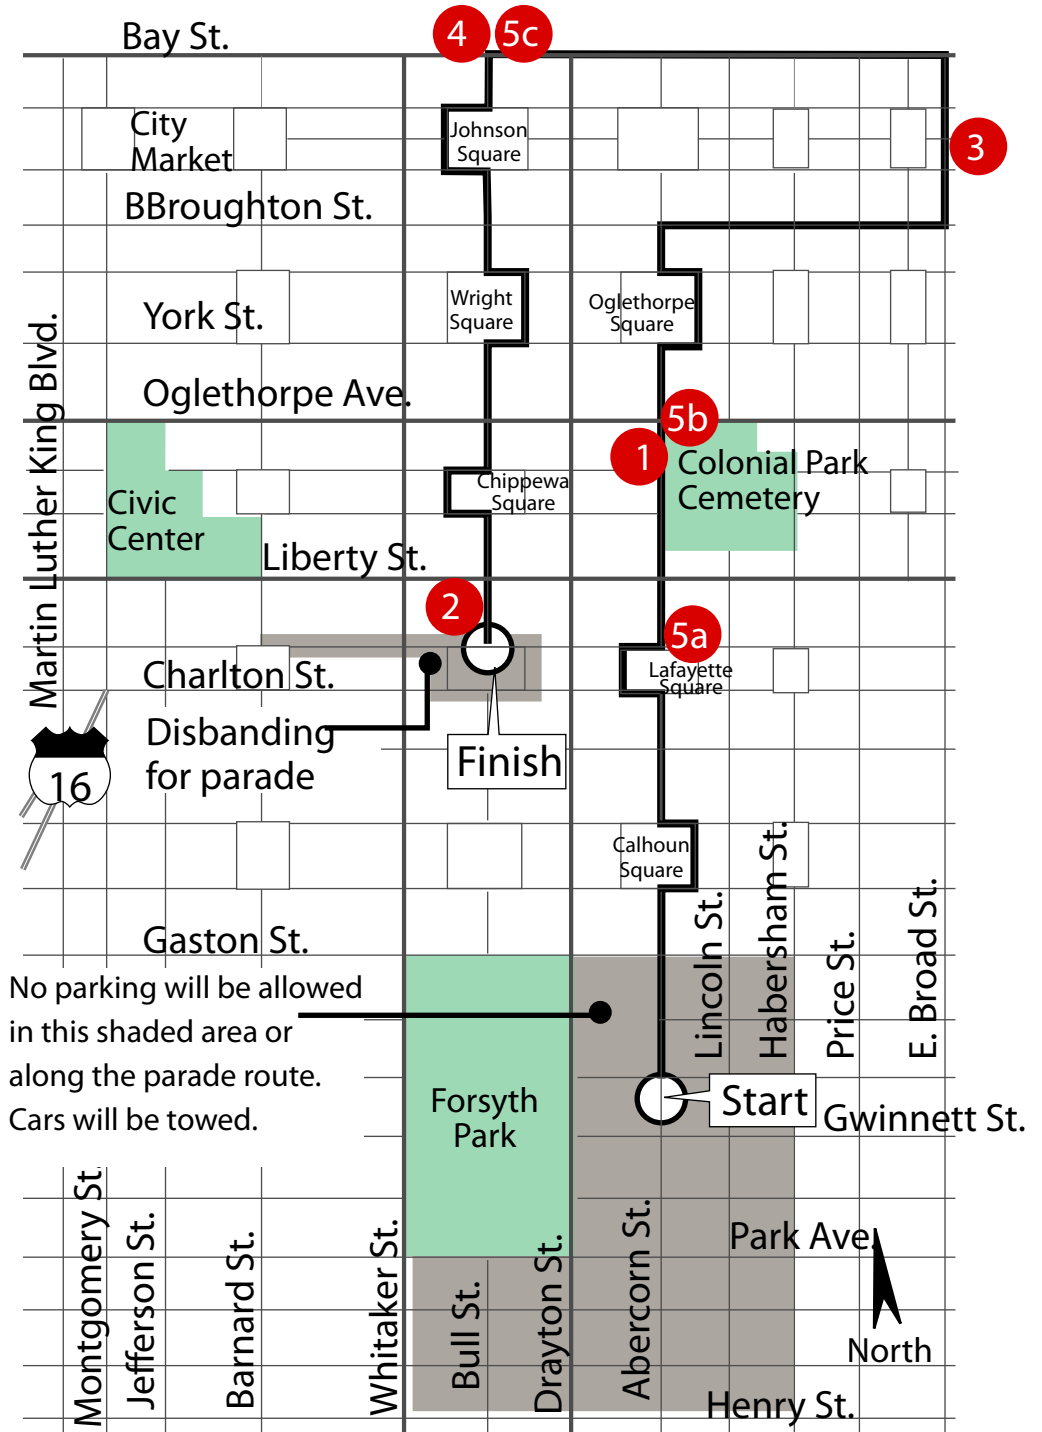 Bay St.
4
5c
City
Market
Johnson
Square
3
BBroughton St.
York St.
Wright
Square
Oglethorpe
Square
Martin Luther King Blvd.
Oglethorpe Ave.
5b
1
Colonial Park
Cemetery
Chippewa
Square
Civic
Center
Liberty St.
2
5a
Charlton St.
Lafayette
Square
Disbanding
for parade
Finish
16
Calhoun
Square
Gaston St.
Lincoln St.
Habersham St.
Price St.
E. Broad St.
No parking will be allowed
in this shaded area or
along the parade route.
Cars will be towed.
Forsyth
Park
Start
Gwinnett St.
Montgomery St.
Jefferson St.
Barnard St.
Whitaker St.
Bull St.
Drayton St.
Abercorn St.
Park Ave.
North
Henry St.